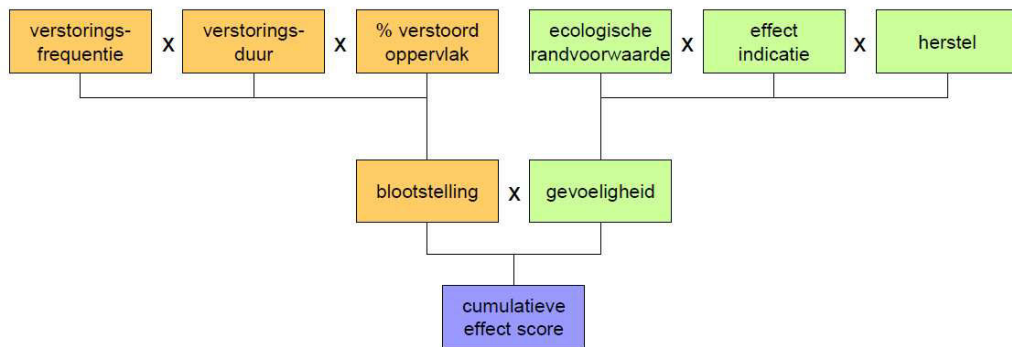 verstorings-
frequentie
X
verstorings-
duur
X
% verstoord
oppervlak
ecologische
randvoorwaarde
X
effect
indicatie
X
herstel
blootstelling
X
gevoeligheid
cumulatieve
effect score